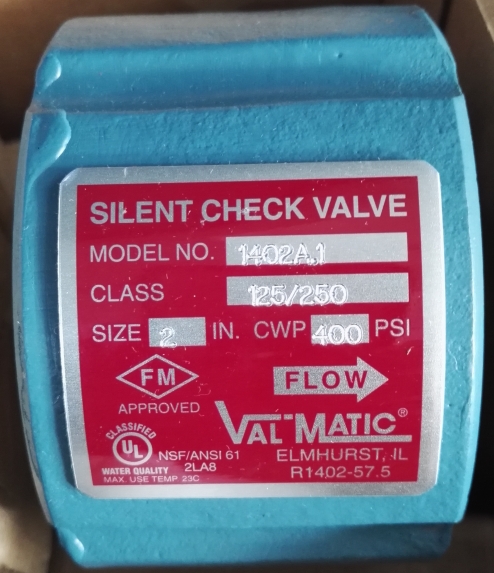 SILENT CHECK VALVE
MODEL NO. 1402A.1
CLASS 125/250
SIZE 2 IN. CWP 400 PSI
FM
APPROVED
FLOW
VAL-MATIC®
ELMHURST, IL
R1402-57.5
CLASSIFIED
UL
WATER QUALITY
NSF/ANSI 61
2LA8
MAX. USE TEMP 23C